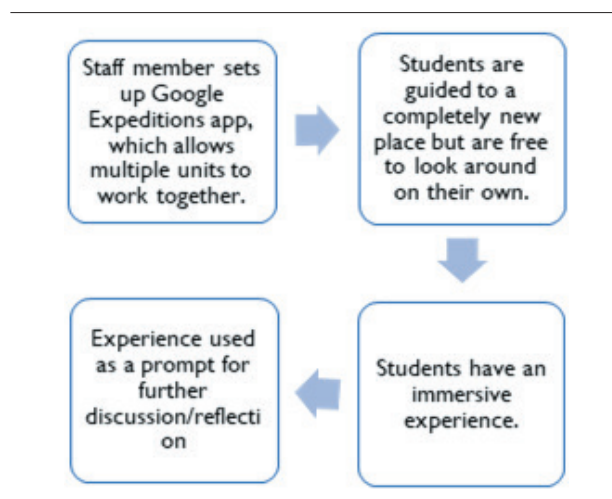 Staff member sets
up Google
Expeditions app,
which allows
multiple units to
work together.
Students are
guided to a
completely new
place but are free
to look around
on their own.
Students have an
immersive
experience.
Experience used
as a prompt for
further
discussion/reflecti
on